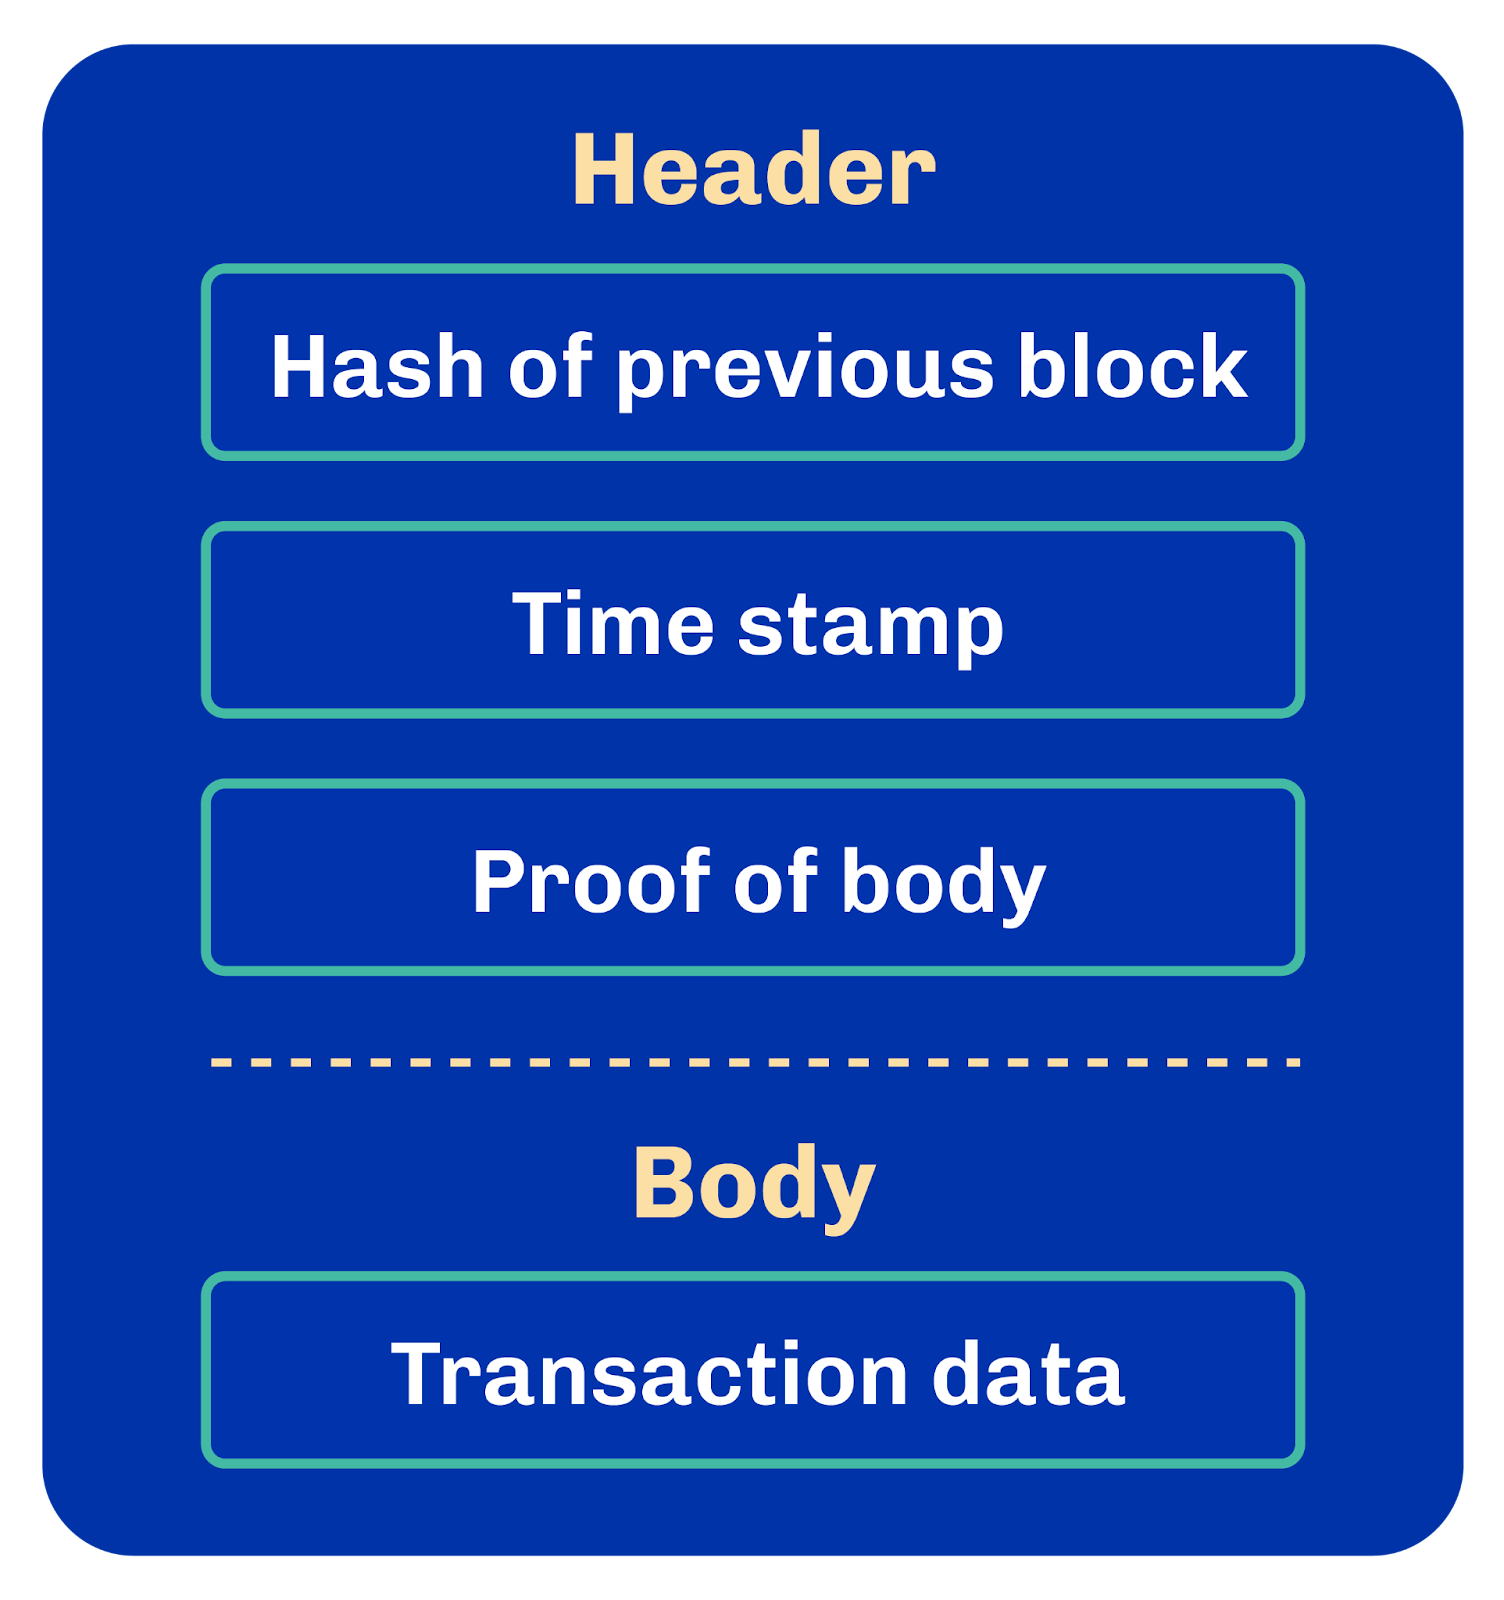 Header
Hash of previous block
Time stamp
Proof of body
Body
Transaction data